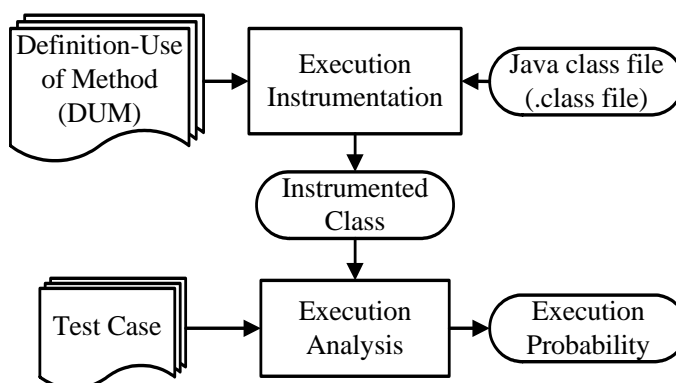 Definition-Use
of Method
(DUM)
Execution
Instrumentation
Java class file
(.class file)
Instrumented
Class
Test Case
Execution
Analysis
Execution
Probability